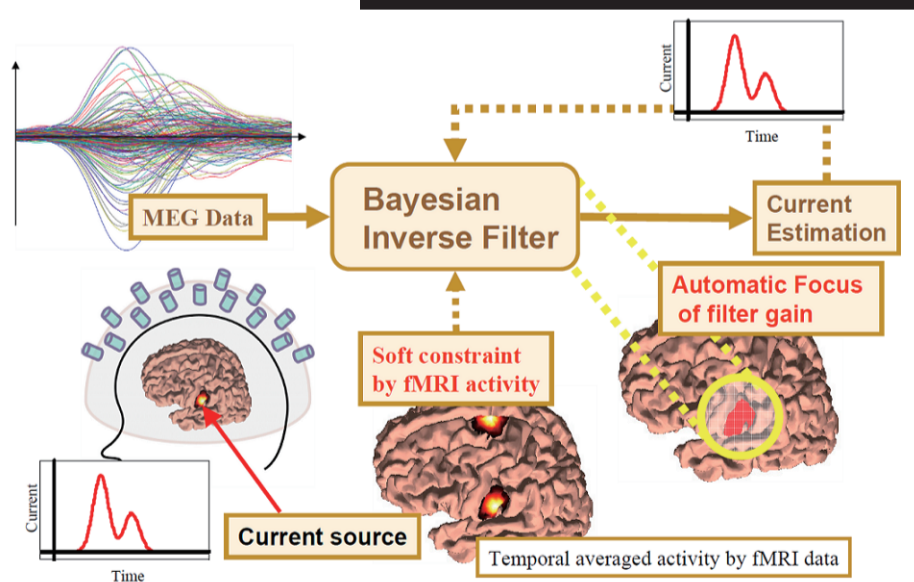 Current
Time
MEG Data
Bayesian
Inverse Filter
Current
Estimation
Automatic Focus
of filter gain
Soft constraint
by fMRI activity
Current
Time
Current source
Temporal averaged activity by fMRI data